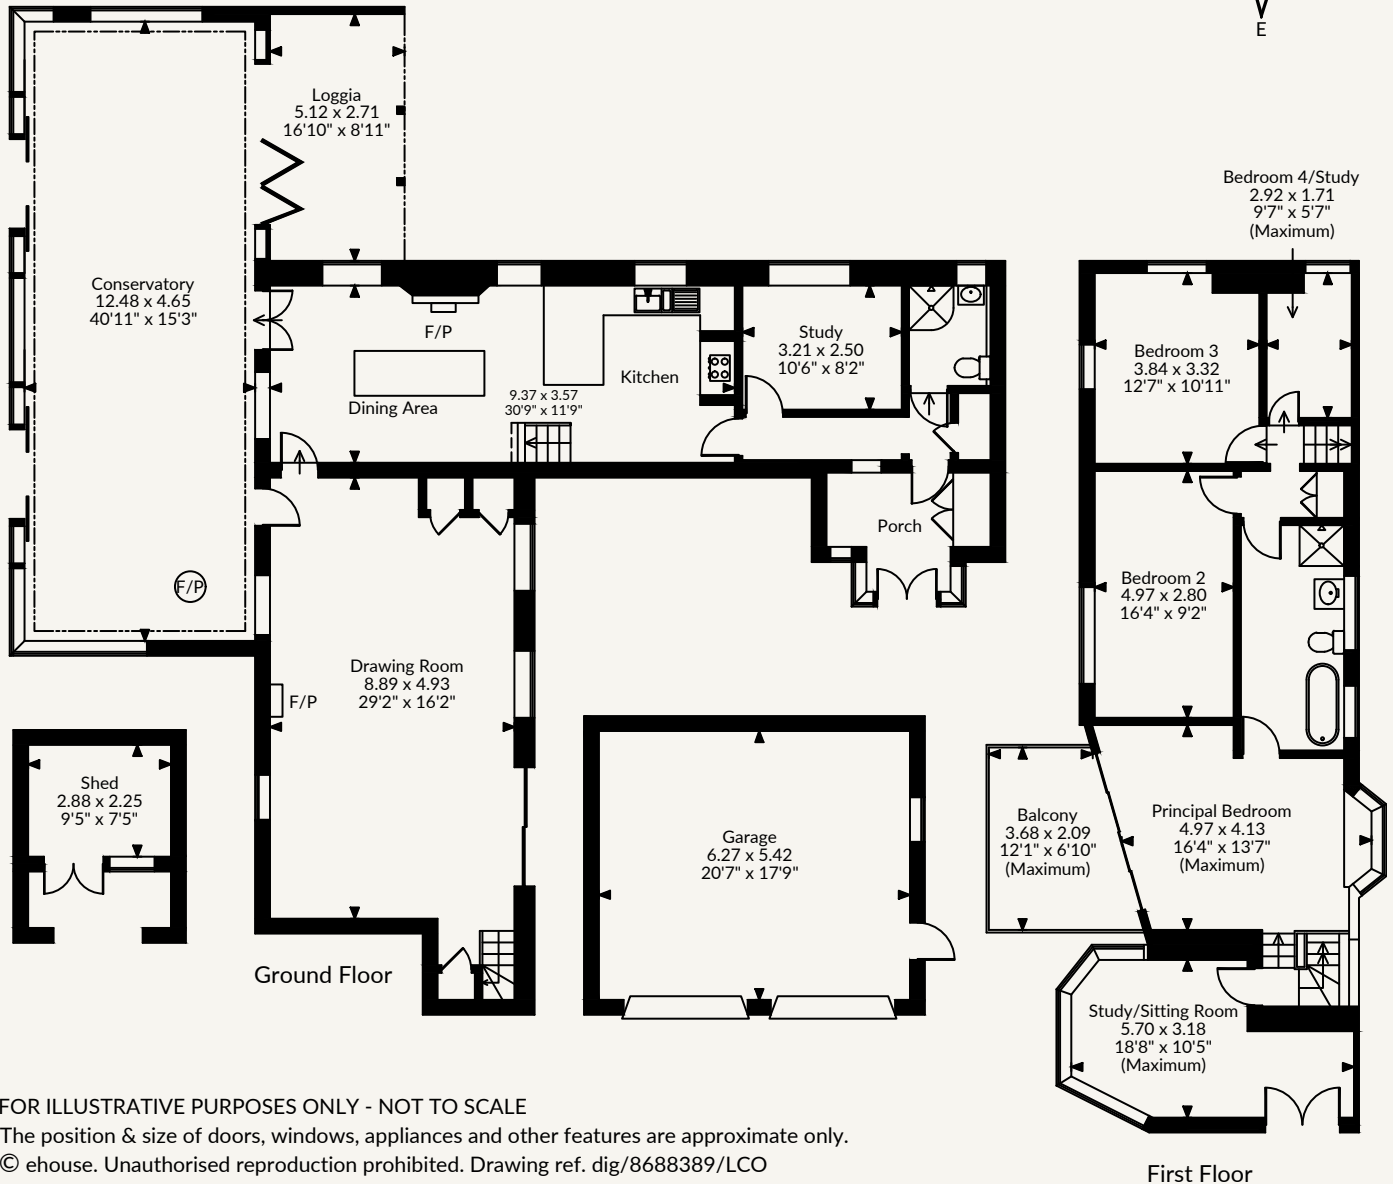 E
Loggia
5.12 x 2.71
16'10" x 8'11"
Bedroom 4/Study
2.92 x 1.71
9'7" x 5'7"
(Maximum)
Conservatory
12.48 x 4.65
40'11" x 15'3"
F/P
Dining Area
Kitchen
9.37 x 3.57
30'9" x 11'9"
Study
3.21 x 2.50
10'6" x 8'2"
Bedroom 3
3.84 x 3.32
12'7" x 10'11"
Porch
F/P
Bedroom 2
4.97 x 2.80
16'4" x 9'2"
Drawing Room
8.89 x 4.93
29'2" x 16'2"
F/P
Shed
2.88 x 2.25
9'5" x 7'5"
Garage
6.27 x 5.42
20'7" x 17'9"
Balcony
3.68 x 2.09
12'1" x 6'10"
(Maximum)
Principal Bedroom
4.97 x 4.13
16'4" x 13'7"
(Maximum)
Ground Floor
Study/Sitting Room
5.70 x 3.18
18'8" x 10'5"
(Maximum)
FOR ILLUSTRATIVE PURPOSES ONLY - NOT TO SCALE
The position & size of doors, windows, appliances and other features are approximate only.
© ehouse. Unauthorised reproduction prohibited. Drawing ref. dig/8688389/LCO
First Floor